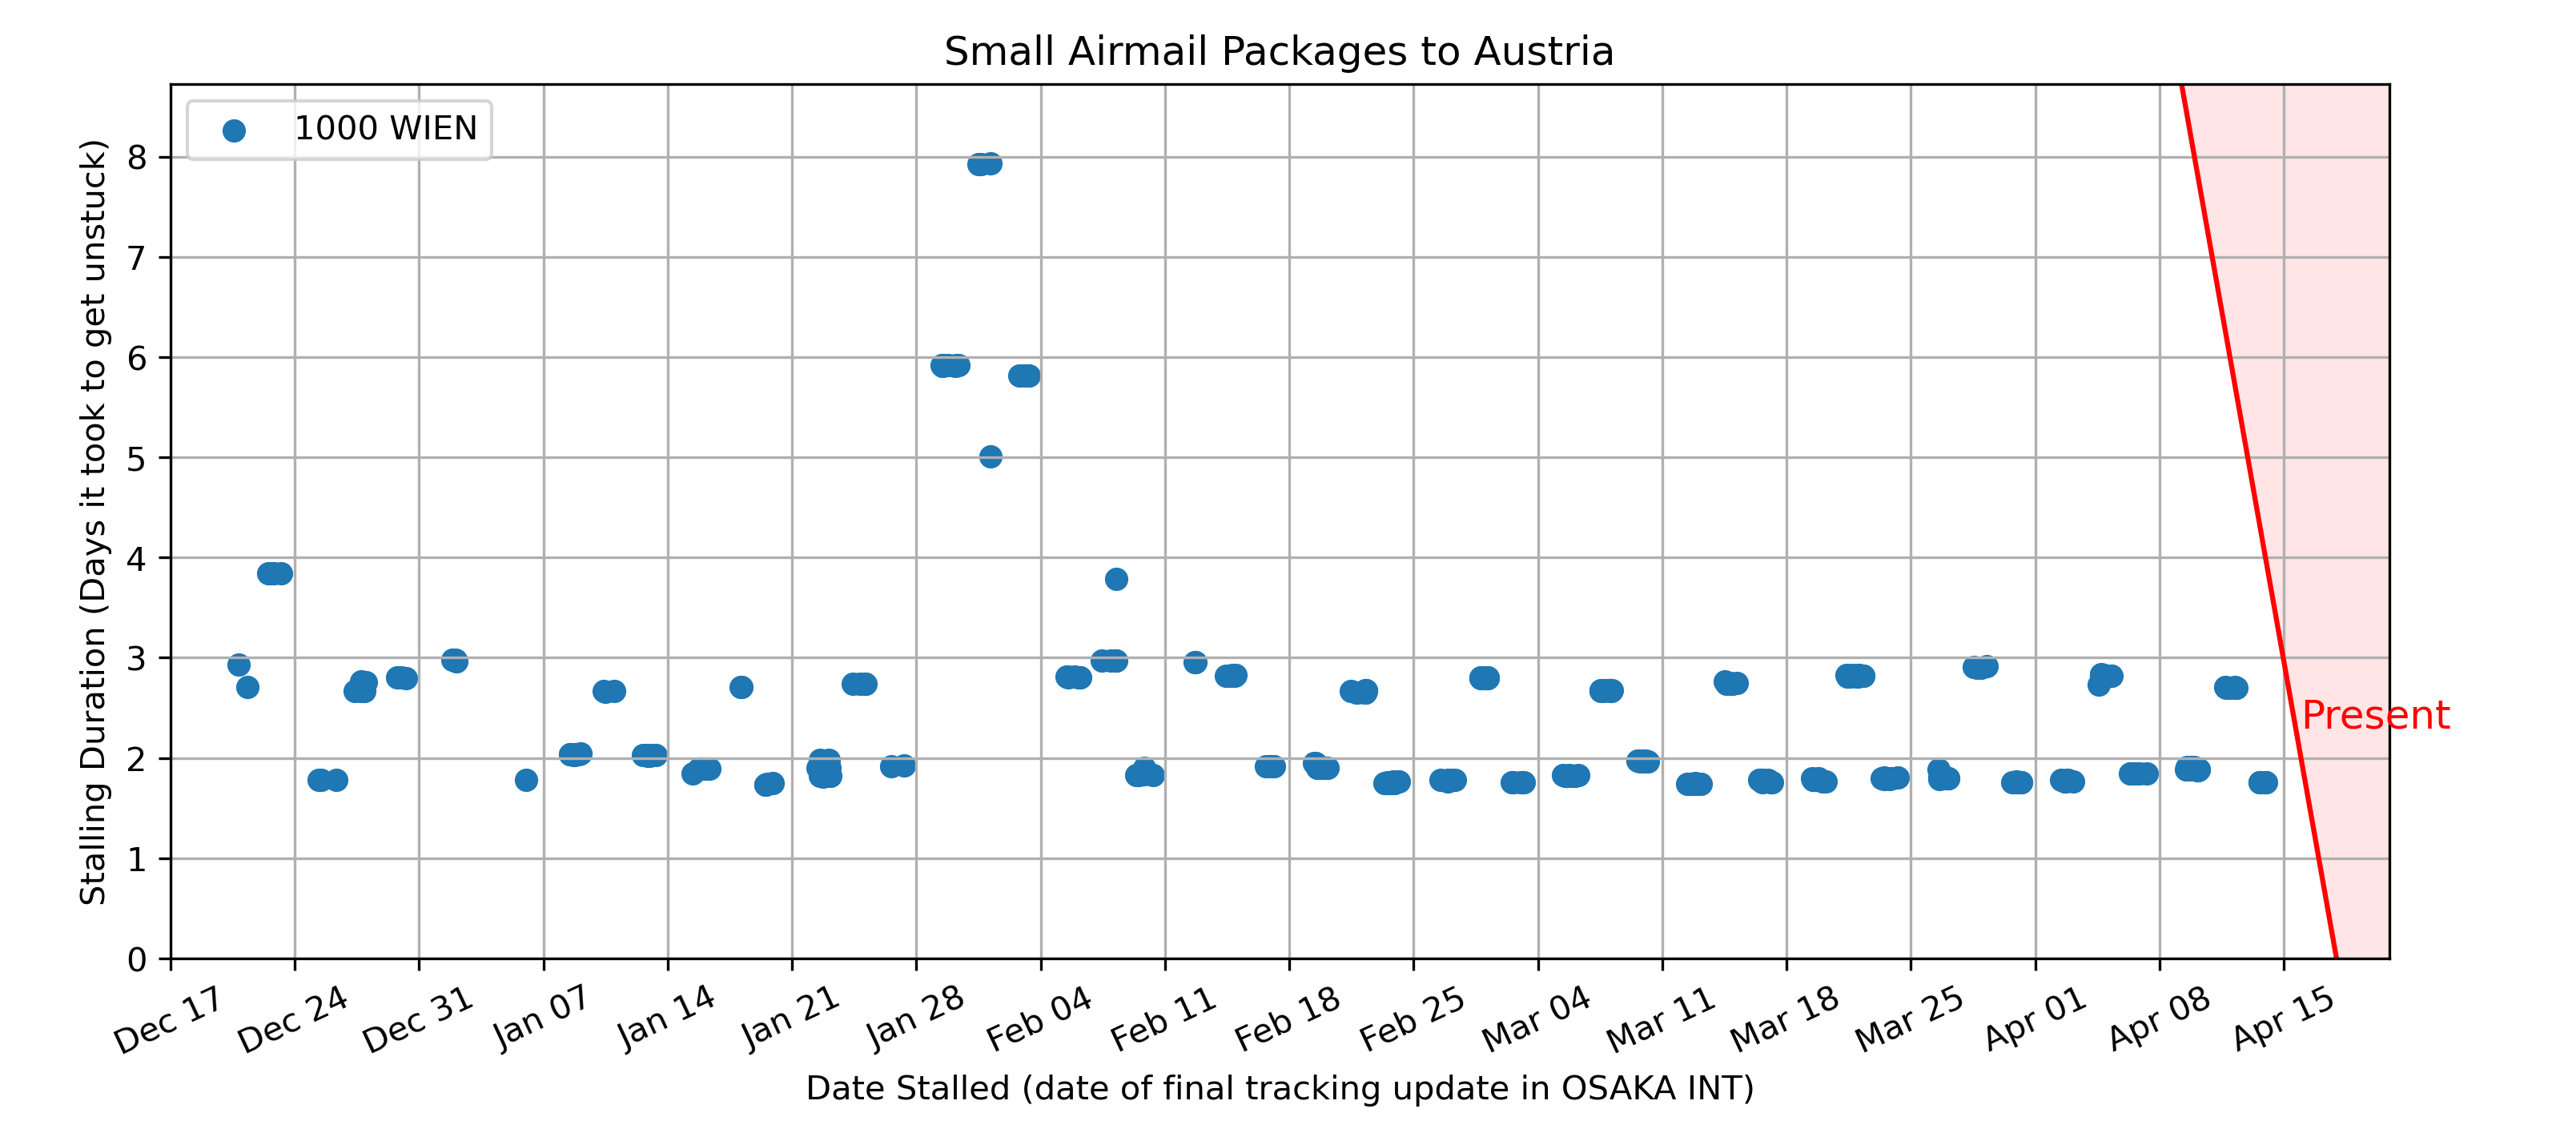 Small Airmail Packages to Austria
1000 WIEN
Stalling Duration (Days it took to get unstuck)
8
7
6
5
4
3
2
1
0
Present
Dec 17 Dec 24 Dec 31 Jan 07 Jan 14 Jan 21 Jan 28 Feb 04 Feb 11 Feb 18 Feb 25 Mar 04 Mar 11 Mar 18 Mar 25 Apr 01 Apr 08 Apr 15
Date Stalled (date of final tracking update in OSAKA INT)